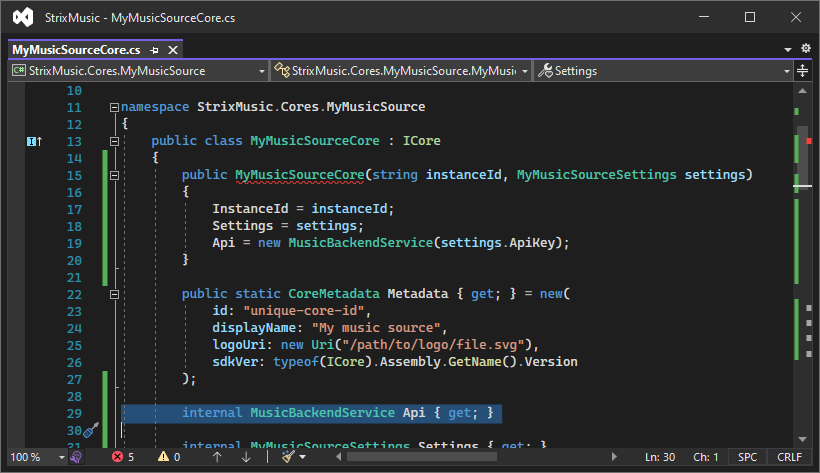 StrixMusic - MyMusicSourceCore.cs
MyMusicSourceCore.cs
C# StrixMusic.Cores.MyMusicSource StrixMusic.Cores.MyMusicSource.MyMusi Settings
10
11 namespace StrixMusic.Cores.MyMusicSource
12 {
13 public class MyMusicSourceCore : ICore
14 {
15 public MyMusicSourceCore(string instanceId, MyMusicSourceSettings settings)
16 {
17 InstanceId = instanceId;
18 Settings = settings;
19 Api = new MusicBackendService(settings.ApiKey);
20 }
21
22 public static CoreMetadata Metadata { get; } = new(
23 id: "unique-core-id",
24 displayName: "My music source",
25 logoUri: new Uri("/path/to/logo/file.svg"),
26 sdkVer: typeof(ICore).Assembly.GetName().Version
27 );
28
29 internal MusicBackendService Api { get; }
30
31 internal MyMusicSourceSettings Settings { get; }
100 % 5 0 Ln: 30 Ch: 1 SPC CRLF